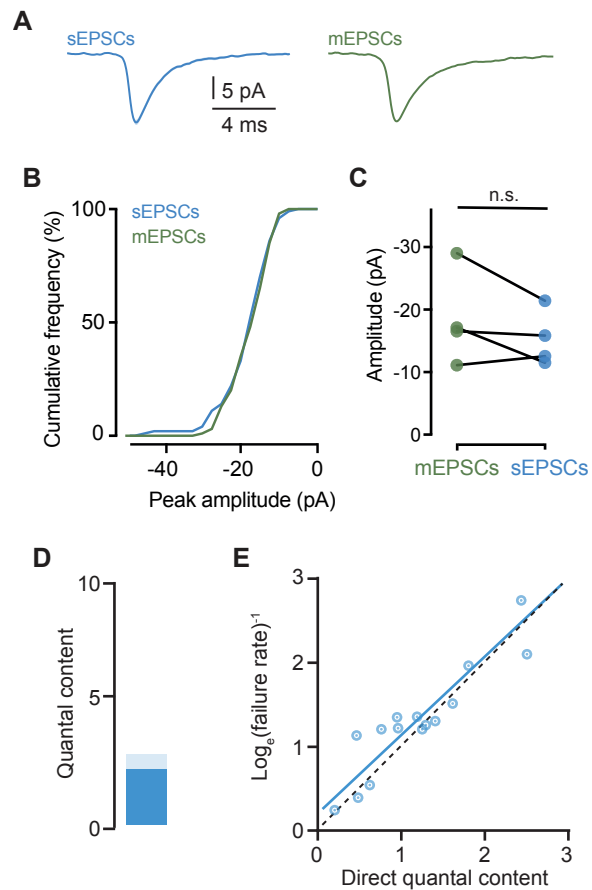 A
sEPSCs
mEPSCs
5 pA
4 ms
B
C
sEPSCs
mEPSCs
100
50
0
Cumulative frequency (%)
-40
-20
0
Peak amplitude (pA)
n.s.
-30
-20
-10
0
Amplitude (pA)
mEPSCs
sEPSCs
D
E
10
5
0
Quantal content
3
2
1
0
Logₑ(failure rate)⁻¹
0
1
2
3
Direct quantal content